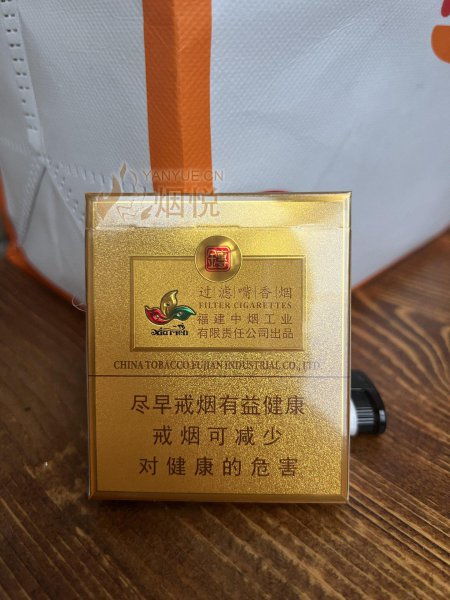 YANYUE.CN
烟悦
过滤嘴香烟
FILTER CIGARETTES
福建中烟工业
有限责任公司出品
xiamen
CHINA TOBACCO FUJIAN INDUSTRIAL CO., LTD.
尽早戒烟有益健康
戒烟可减少
对健康的危害